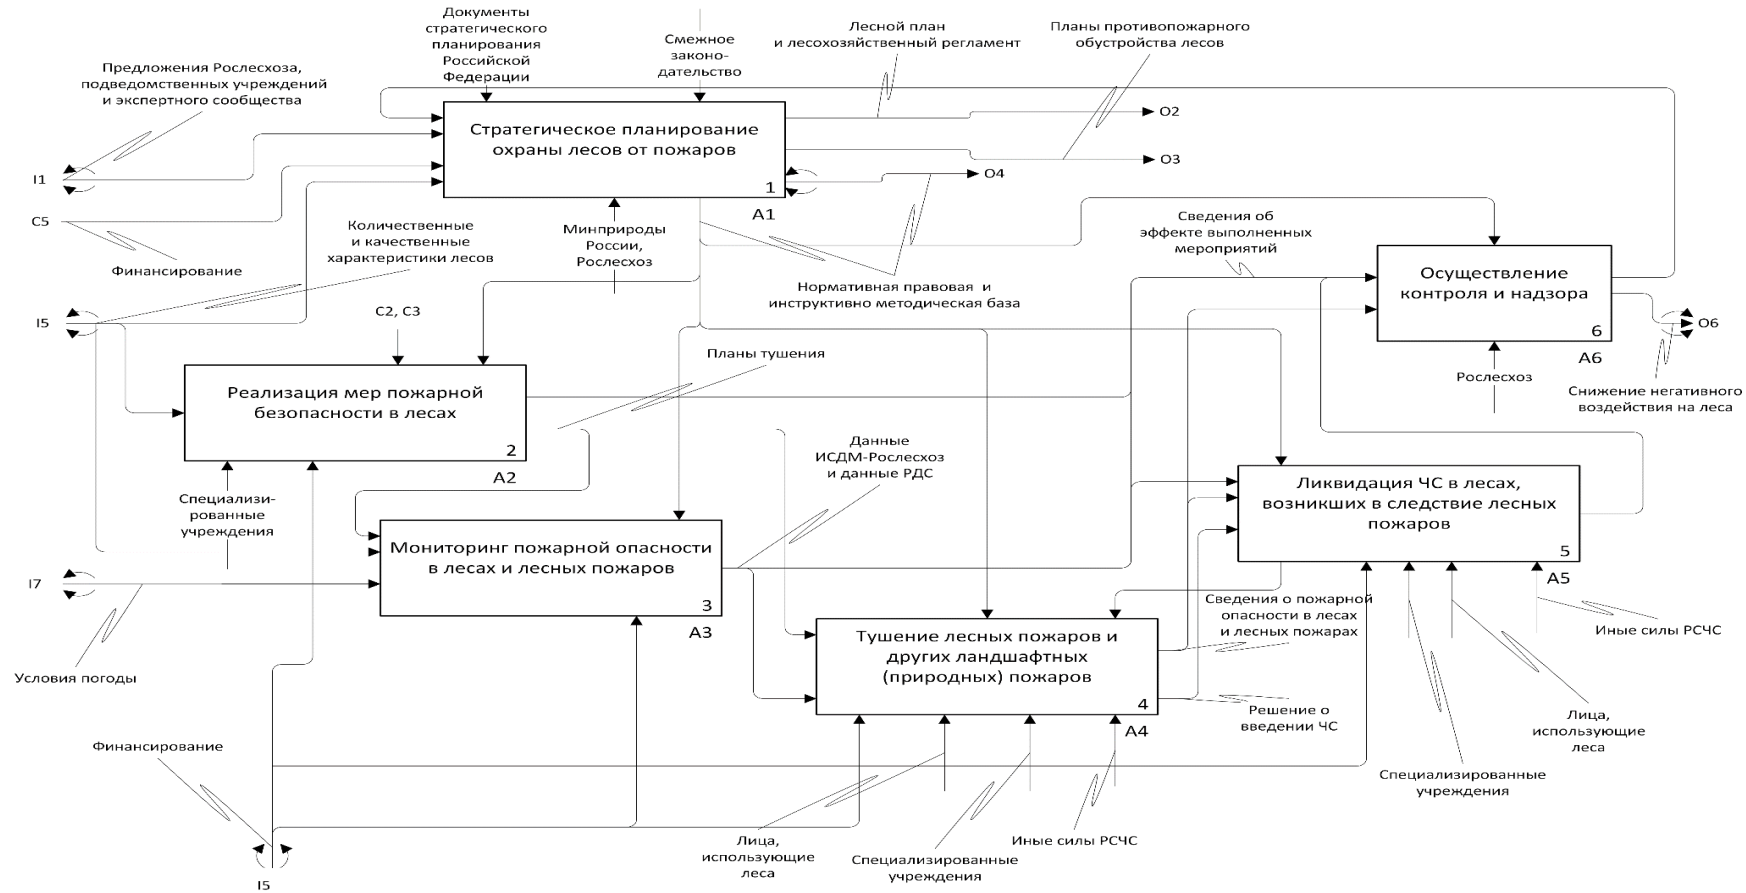 Документы
стратегического
планирования
Российской
Федерации
Смежное
законо-
дательство
Лесной план
и лесохозяйственный регламент
Планы противопожарного
обустройства лесов
Предложения Рослесхоза,
подведомственных учреждений
и экспертного сообщества
Стратегическое планирование
охраны лесов от пожаров
1
A1
O2
O3
O4
I1
C5
Финансирование
Количественные
и качественные
характеристики лесов
Минприроды
России,
Рослесхоз
Нормативная правовая и
инструктивно методическая база
Сведения об
эффекте выполненных
мероприятий
Осуществление
контроля и надзора
6
A6
O6
Рослесхоз
Снижение негативного
воздействия на леса
I5
C2, C3
Планы тушения
Реализация мер пожарной
безопасности в лесах
2
A2
Специализи-
рованные
учреждения
Данные
ИСДМ-Рослесхоз
и данные РДС
Ликвидация ЧС в лесах,
возникших в следствие лесных
пожаров
5
A5
Мониторинг пожарной опасности
в лесах и лесных пожаров
3
A3
I7
Условия погоды
Сведения о пожарной
опасности в лесах
и лесных пожарах
Иные силы РСЧС
Тушение лесных пожаров и
других ландшафтных
(природных) пожаров
4
A4
Решение о
введении ЧС
Лица,
использующие
леса
Специализированные
учреждения
Финансирование
Лица,
использующие
леса
Специализированные
учреждения
Иные силы РСЧС
I5